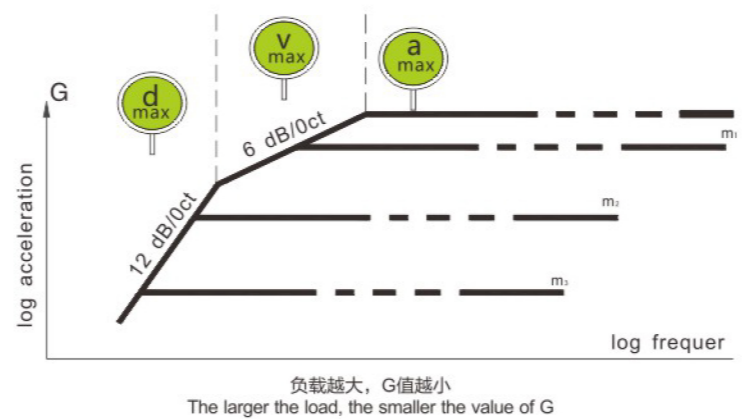 v
max
a
max
d
max
G
6 dB/0ct
12 dB/0ct
m₁
m₂
m₃
log acceleration
log frequer
负载越大，G值越小
The larger the load, the smaller the value of G